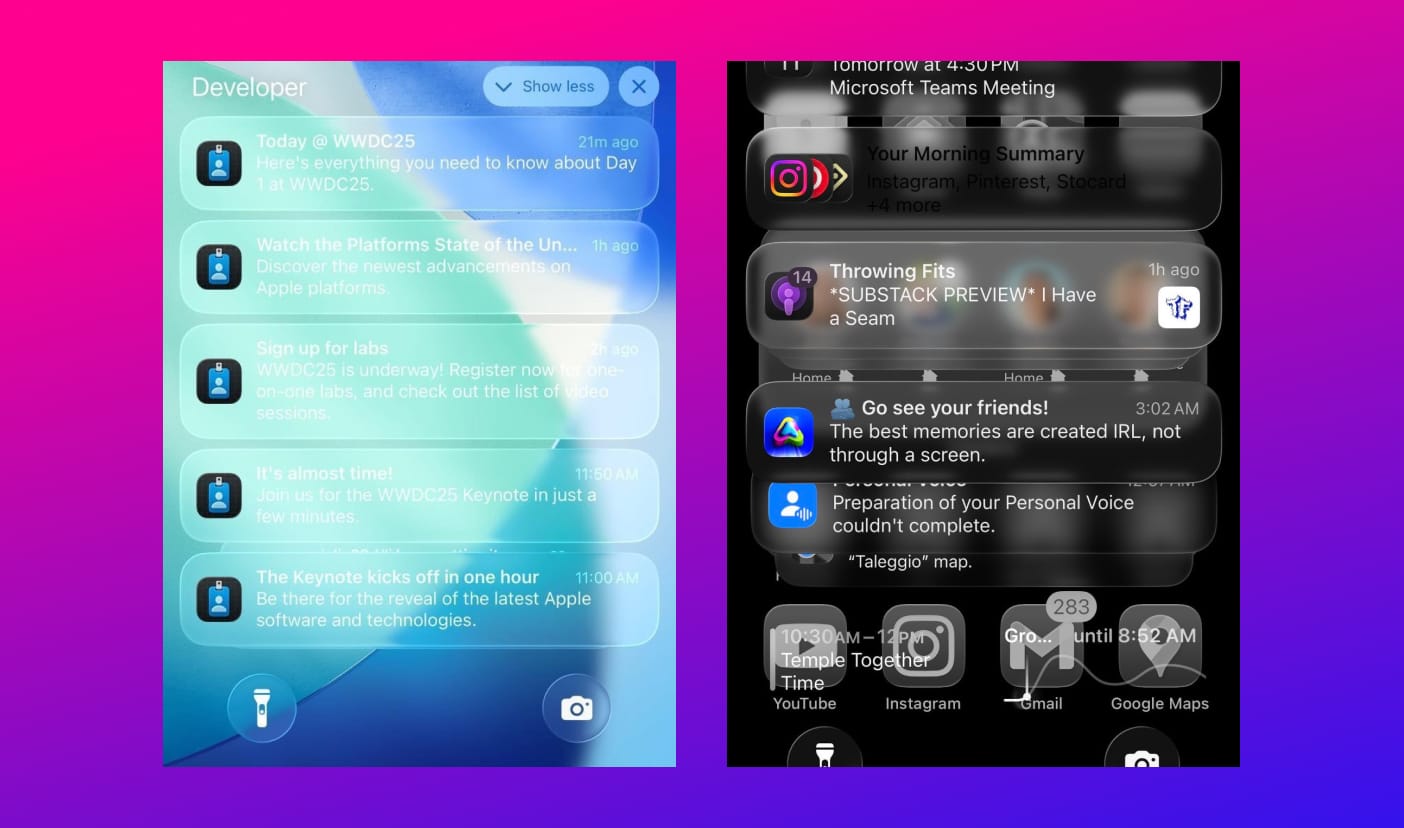 Developer
Show less
Today @ WWDC25
21m ago
Here's everything you need to know about Day
1 at WWDC25.
Watch the Platforms State of the Un...
1h ago
Discover the newest advancements on
Apple platforms.
Sign up for labs
2h ago
WWDC25 is underway! Register now for one-
on-one labs, and check out the list of video
sessions.
It's almost time!
11:50 AM
Join us for the WWDC25 Keynote in just a
few minutes.
The Keynote kicks off in one hour
11:00 AM
Be there for the reveal of the latest Apple
software and technologies.
Tomorrow at 4:30 PM
Microsoft Teams Meeting
Your Morning Summary
Instagram, Pinterest, Stocard
+4 more
14
Throwing Fits
1h ago
*SUBSTACK PREVIEW* I Have
a Seam
TF
Home
Home
👥 Go see your friends!
3:02 AM
The best memories are created IRL, not
through a screen.
Personal Voice
Preparation of your Personal Voice
couldn't complete.
“Taleggio” map.
283
10:30AM–12PM
Gro...
until 8:52 AM
Temple Together
Time
YouTube
Instagram
Gmail
Google Maps